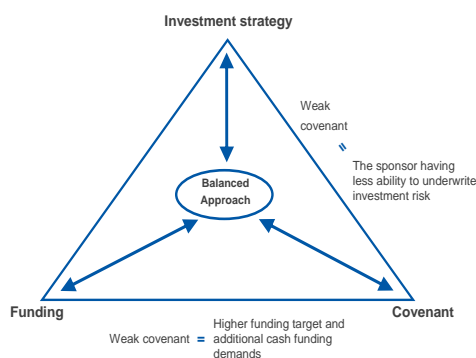 Investment strategy
Weak
covenant
=
The sponsor having
less ability to underwrite
investment risk
Balanced
Approach
Funding
Covenant
Weak covenant = Higher funding target and
additional cash funding
demands